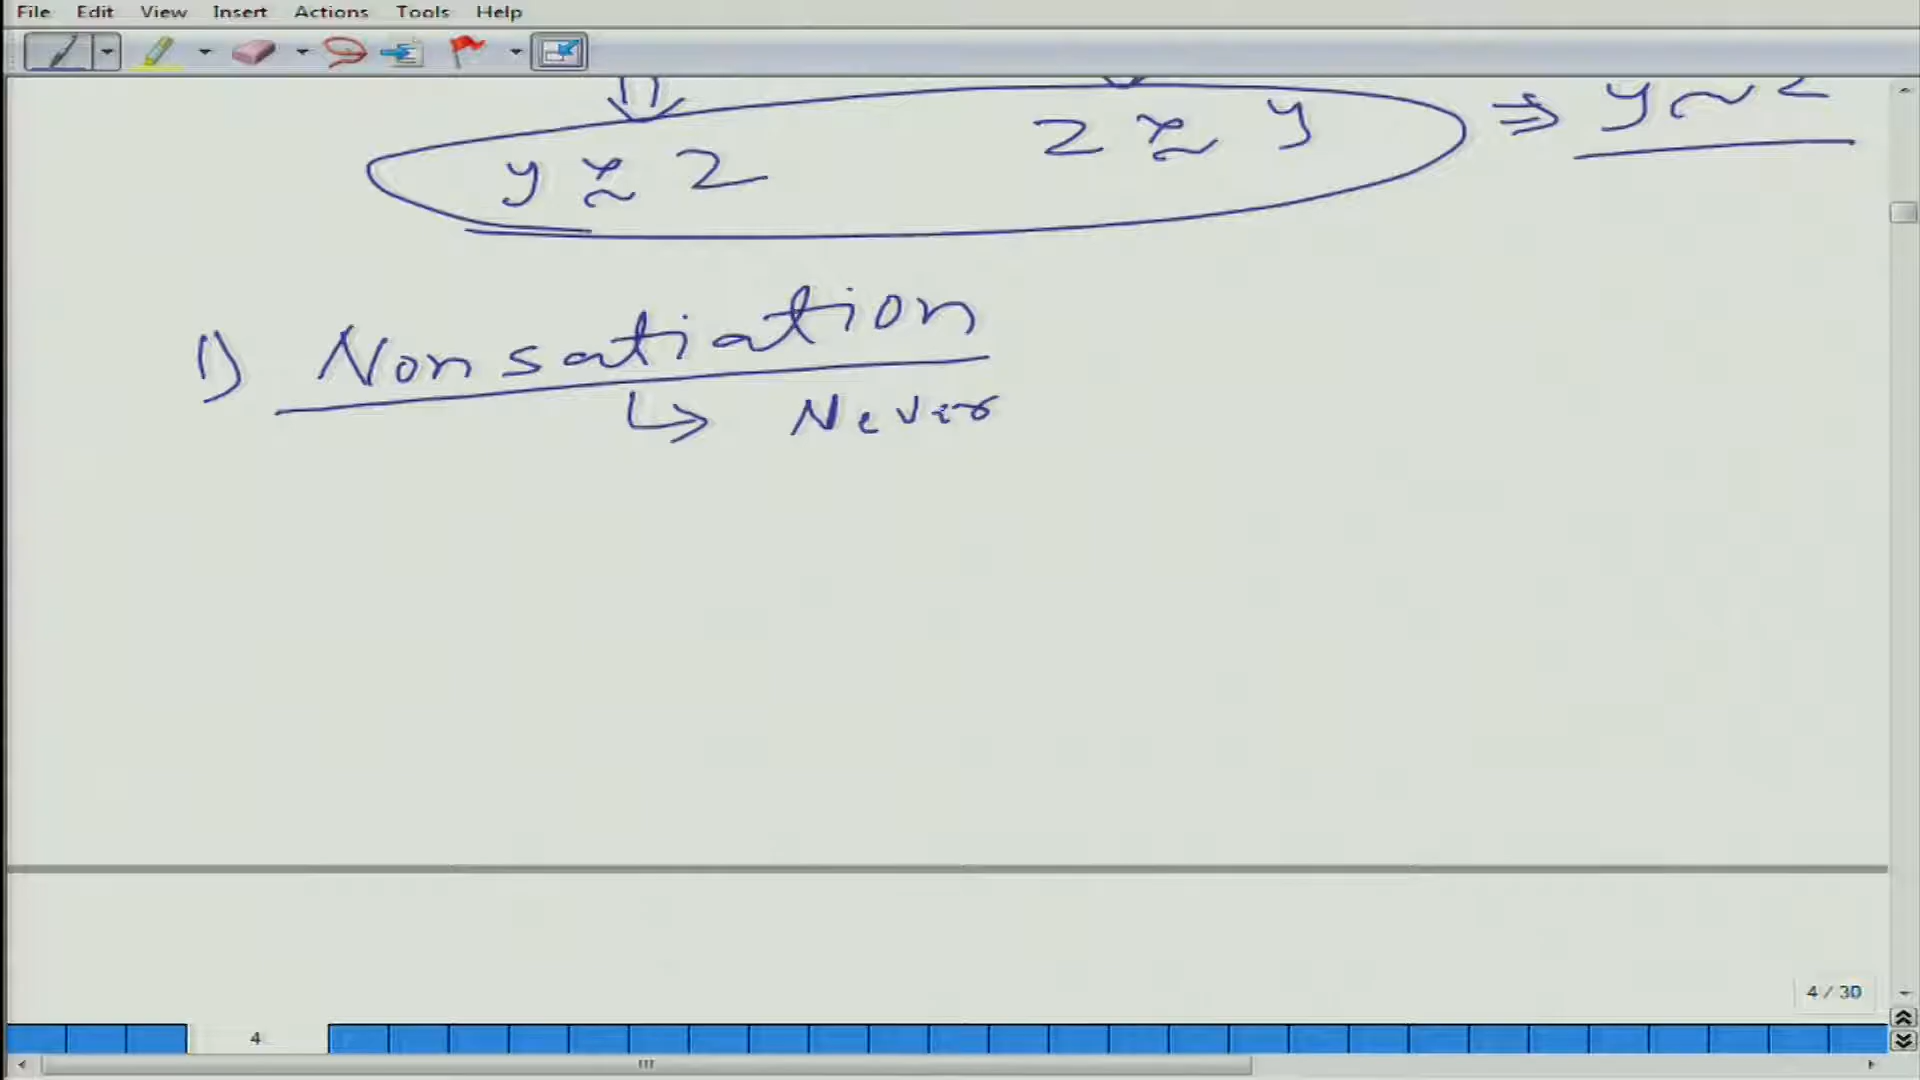 File Edit View Insert Actions Tools Help
y ≿ z z ≿ y ⇒ y ~ z
1) Nonsatiation
↳ Never
4 / 30
4